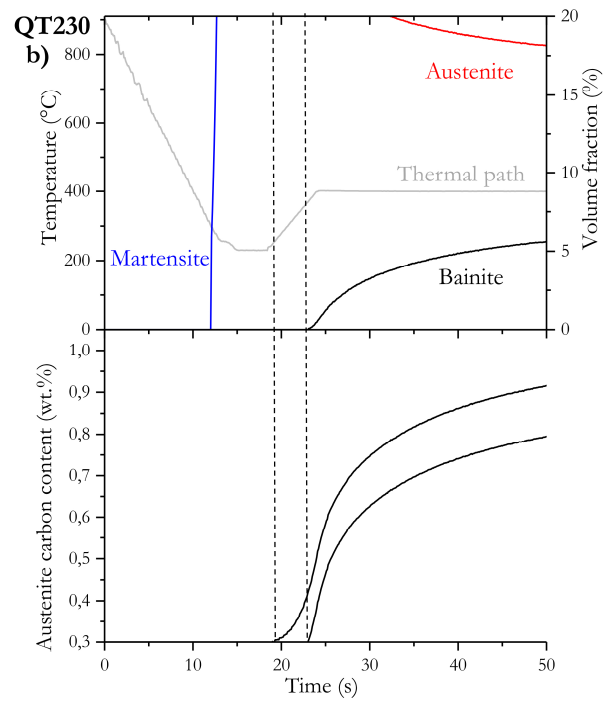 QT230
b)
Temperature (°C)
800
600
400
200
0
Martensite
Austenite
Thermal path
Bainite
20
15
10
5
0
Volume fraction (%)
Austenite carbon content (wt.%)
1,0
0,9
0,8
0,7
0,6
0,5
0,4
0,3
0
10
20
30
40
50
Time (s)